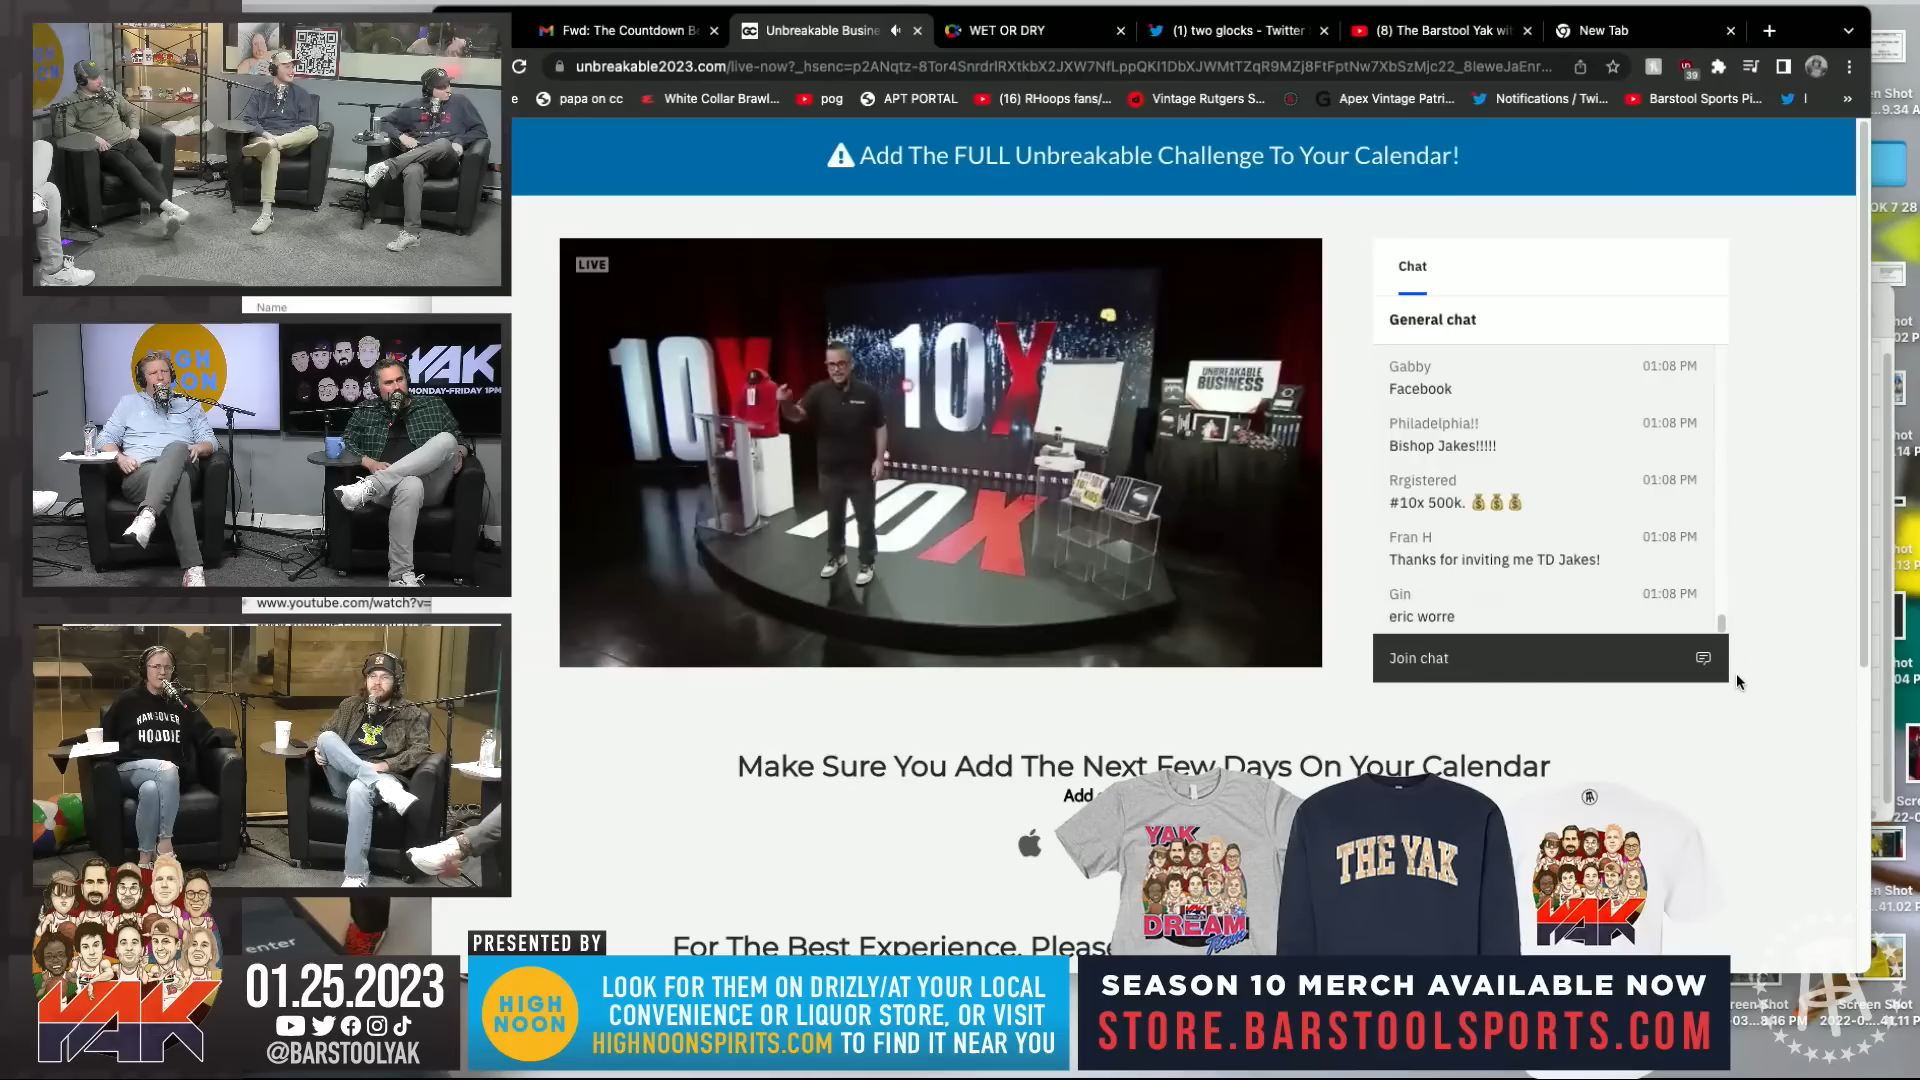 Fwd: The Countdown B
Unbreakable Busine
WET OR DRY
(1) two glocks - Twitter
(8) The Barstool Yak wit
New Tab
unbreakable2023.com/live-now?_hsenc=p2ANqtz-8Tor4SnrdrlRXtkbX2JXW7NfLppQKI1DbXJWMtTZqR9MZj8FtFptNw7XbSzMjc22_8IeweJaEnr...
39
papa on cc
White Collar Brawl...
pog
APT PORTAL
(16) RHoops fans/...
Vintage Rutgers S...
Apex Vintage Patri...
Notifications / Twi...
Barstool Sports Pi...
Add The FULL Unbreakable Challenge To Your Calendar!
LIVE
10X
10X
10X
UNBREAKABLE
BUSINESS
Chat
General chat
Gabby 01:08 PM
Facebook
Philadelphia!! 01:08 PM
Bishop Jakes!!!!!
Rrgistered 01:08 PM
#10x 500k. 💰💰💰
Fran H 01:08 PM
Thanks for inviting me TD Jakes!
Gin 01:08 PM
eric worre
Join chat
Make Sure You Add The Next Few Days On Your Calendar
Add
For The Best Experience, Please
Name
HIGH
NOON
YAK
MONDAY-FRIDAY 1PM
www.youtube.com/watch?v=
HANGOVER
HOODIE
enter
YAK
DREAM
Team
THE YAK
YAK
YAK
01.25.2023
@BARSTOOLYAK
PRESENTED BY
HIGH
NOON
LOOK FOR THEM ON DRIZLY/AT YOUR LOCAL
CONVENIENCE OR LIQUOR STORE, OR VISIT
HIGHNOONSPIRITS.COM TO FIND IT NEAR YOU
SEASON 10 MERCH AVAILABLE NOW
STORE.BARSTOOLSPORTS.COM